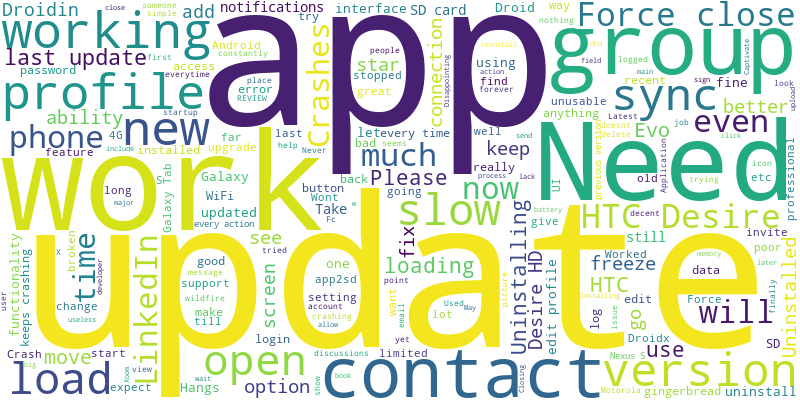 Droidin
someone
simple
close
add
notifications
try
interface
SD card
Droid
way
nothing
Force close
working
last update
Android
constantly
access
password
error
REVIEW
star
stopped
great
people
action
using
find
forever
reinstall
Disappointing
connection
Crashes
place
app
group
logged
field
main
sign
Captivate
look
upload
profile
first
everytime
ability
4G
startup
sync
recent
fine
unusable
better
anything
new
phone
installed
upgrade
far
last
help
Never
let
every time
bad
seems
well
send
keep
much
Please
really
even
Evo
Latest
doesnt
delete
job
click
previous version
Application
trying
icon
etc
professional
feature
include
work
Need
long
major
Galaxy Tab
Galaxy
WiFi
updated
every action
button
Wont
Take
Fc
back
going
process
lack
now
UI
old
slow
fix
Uninstalling
battery
decent
give
HTC Desire
invite
still
poor
time
LinkedIn
functionality
broken
developer
user
X
see
tried
good
message
support
wildfire
make
till
screen
one
app2sd
point
setting
account
crashing
allow
loading
want
lot
email
Used
Way
picture
Desire HD
edit profile
freeze
Worked
HTC
Force
Droidx
log
issue
edit
go
data
memory
later
Installing
finally
will
Uninstalled
update
change
useless
keeps crashing
Crash
big
start
move
expect
wait
view
Xoom
load
Hangs
open
option
login
discussions
show
book
limited
yet
contact
Closing
Nexus S
Motorola
use
version
SD
gingerbread
uninstall